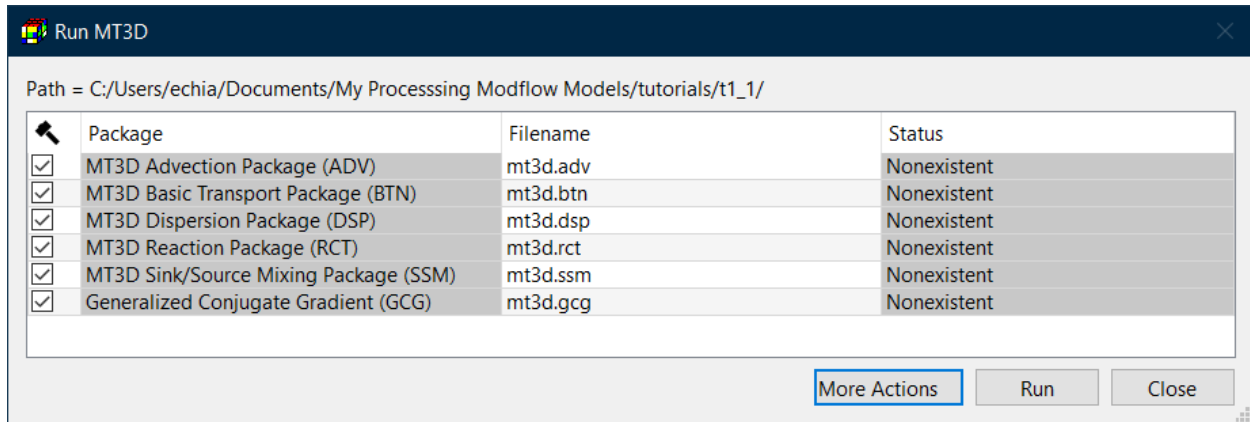 Run MT3D
Path = C:/Users/echia/Documents/My Processsing Modflow Models/tutorials/t1_1/
Package Filename Status
MT3D Advection Package (ADV) mt3d.adv Nonexistent
MT3D Basic Transport Package (BTN) mt3d.btn Nonexistent
MT3D Dispersion Package (DSP) mt3d.dsp Nonexistent
MT3D Reaction Package (RCT) mt3d.rct Nonexistent
MT3D Sink/Source Mixing Package (SSM) mt3d.ssm Nonexistent
Generalized Conjugate Gradient (GCG) mt3d.gcg Nonexistent
More Actions Run Close